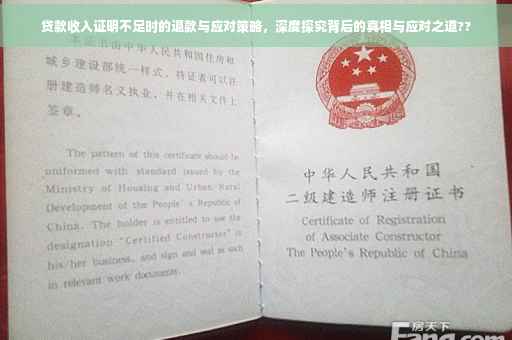 贷款收入证明不足时的退款与应对策略，深度探究背后的真相与应对之道??
本证书由中华人民共和国住房和
城乡建设部统一样式，持证人可以注
册建造师名义执业，并在相关文件上
签章。
The pattern of this certificate should be
uniformed with standard issued by the
Ministry of Housing and Urban Rural
Development of the People's Republic of
China. The holder is entitled to use the
designation "Certified Constructor" in
his/her business, and sign and seal as such
in relevant work documents.
中华人民共和国
二级建造师注册证书
Certificate of Registration
of Associate Constructor
The People's Republic of China
房天下
Fang.com